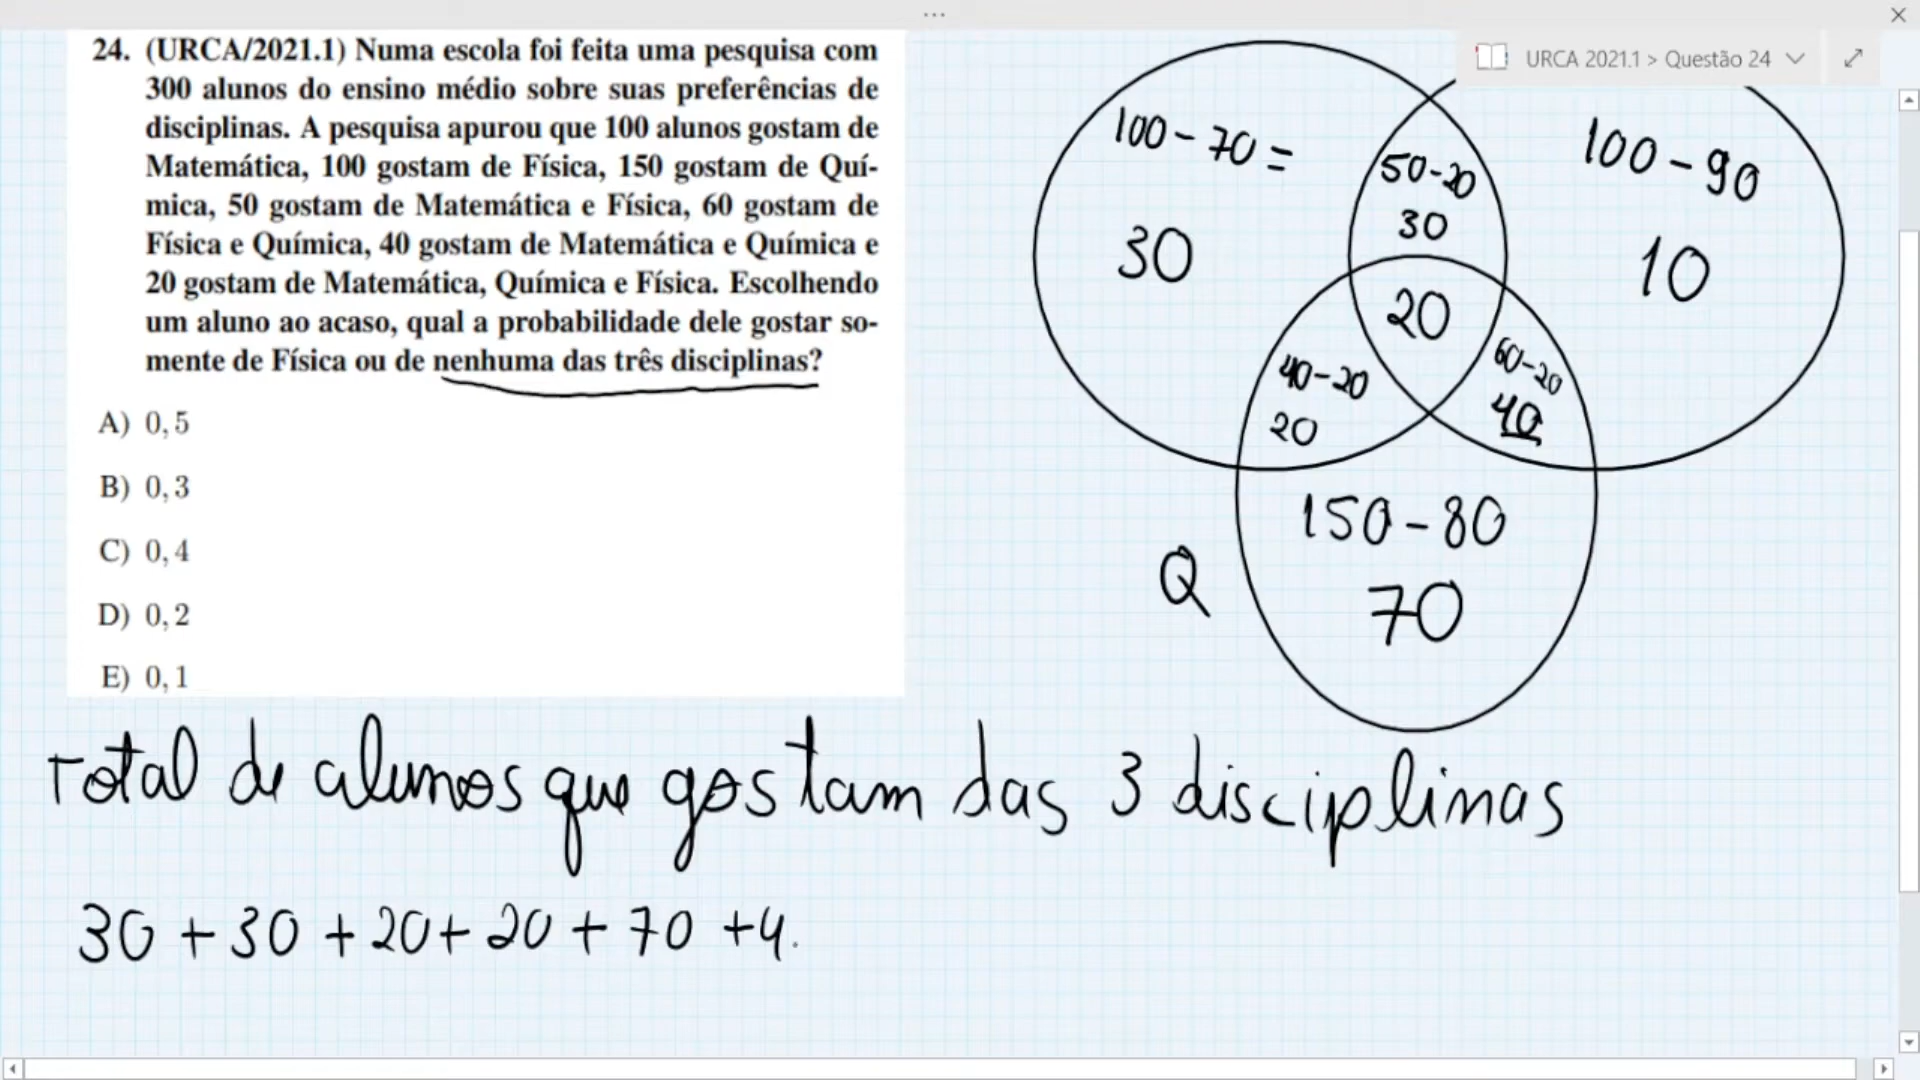 24. (URCA/2021.1) Numa escola foi feita uma pesquisa com
300 alunos do ensino médio sobre suas preferências de
disciplinas. A pesquisa apurou que 100 alunos gostam de
Matemática, 100 gostam de Física, 150 gostam de Quí-
mica, 50 gostam de Matemática e Física, 60 gostam de
Física e Química, 40 gostam de Matemática e Química e
20 gostam de Matemática, Química e Física. Escolhendo
um aluno ao acaso, qual a probabilidade dele gostar so-
mente de Física ou de nenhuma das três disciplinas?
A) 0, 5
B) 0, 3
C) 0, 4
D) 0, 2
E) 0, 1
URCA 2021.1 > Questão 24
100 - 70 =
30
50-20
30
100 - 90
10
20
40-20
20
60-20
40
150 - 80
70
Q
Total de alunos que gostam das 3 disciplinas
30 + 30 + 20 + 20 + 70 + 4